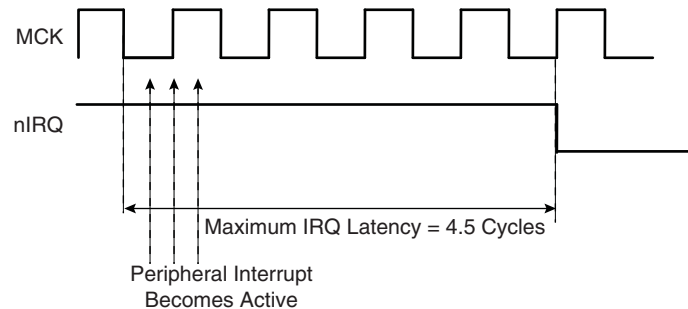 MCK
nIRQ
Maximum IRQ Latency = 4.5 Cycles
Peripheral Interrupt
Becomes Active